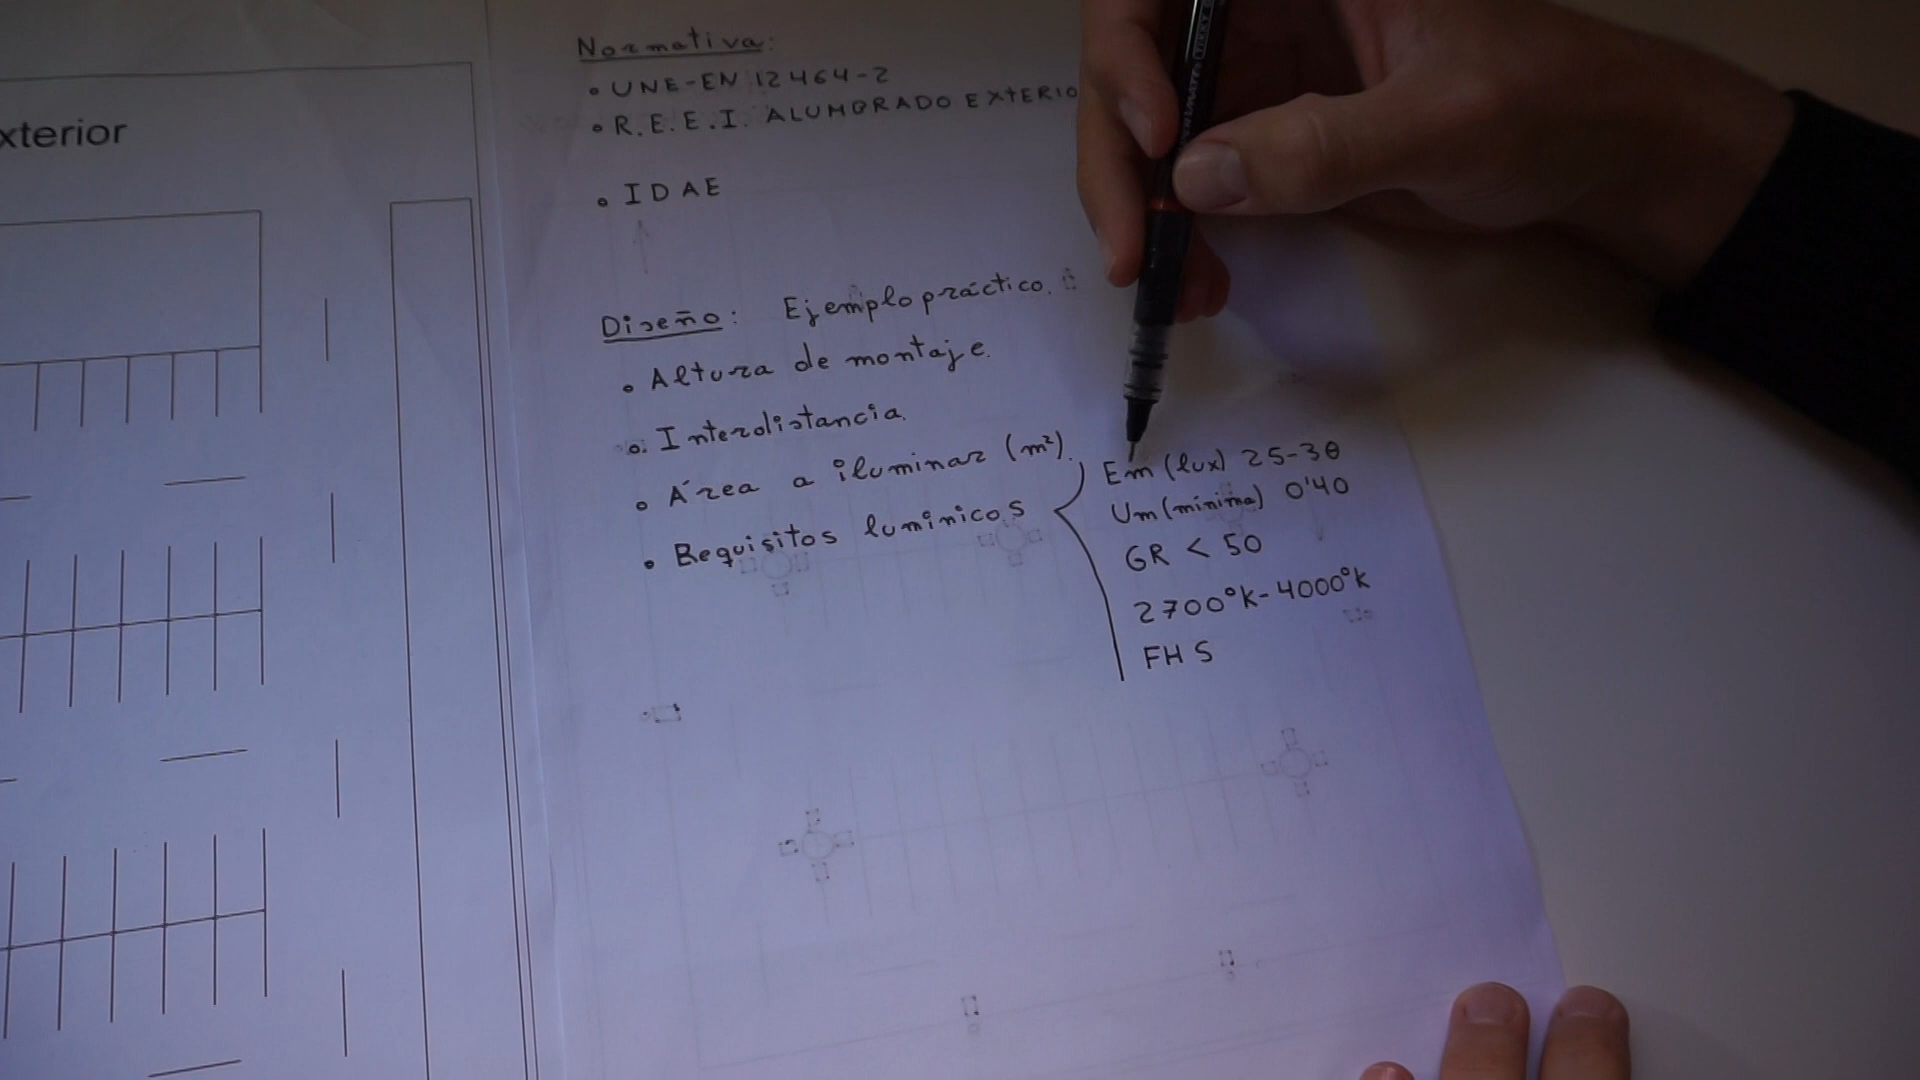 xterior
Normativa:
• UNE-EN 12464-2
• R.E.E.I. ALUMBRADO EXTERIO
• IDAE
Diseño: Ejemplo práctico.
• Altura de montaje.
• Interdistancia.
• Área a iluminar (m²).
• Requisitos lumínicos
Em (lux) 25-30
Um (mínima) 0'40
GR < 50
2700°K-4000°K
FHS